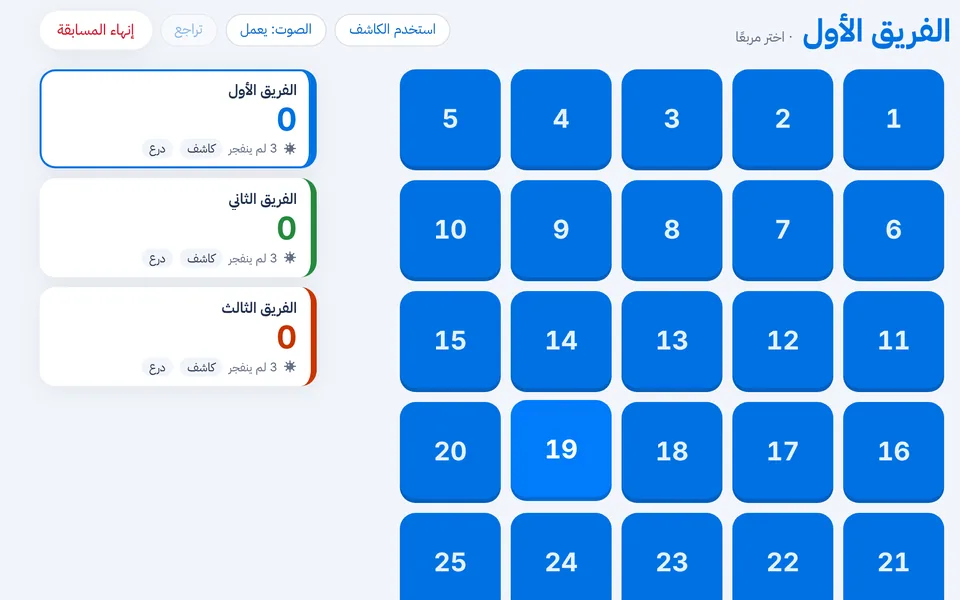 الفريق الأول · اختر مربعًا
استخدم الكاشف
الصوت: يعمل
تراجع
إنهاء المسابقة
1 2 3 4 5
6 7 8 9 10
11 12 13 14 15
16 17 18 19 20
21 22 23 24 25
الفريق الأول
0
3 لم ينفجر كاشف درع
الفريق الثاني
0
3 لم ينفجر كاشف درع
الفريق الثالث
0
3 لم ينفجر كاشف درع